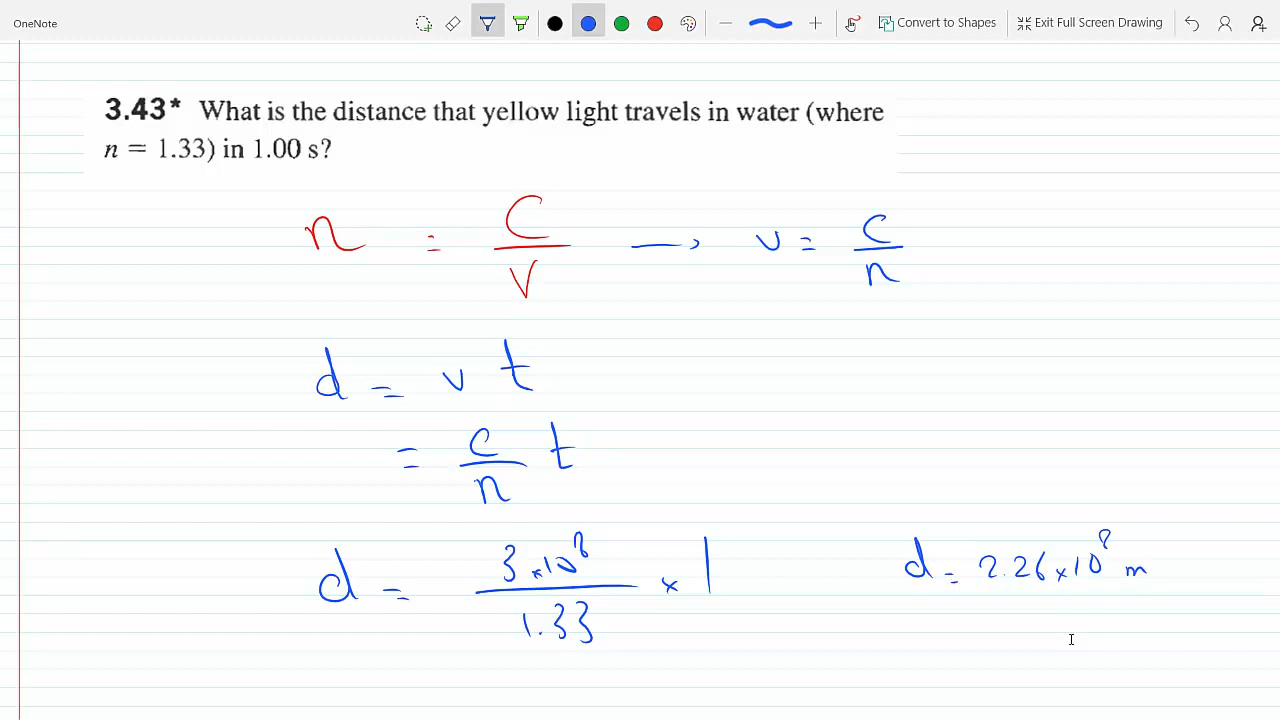 OneNote
Convert to Shapes
Exit Full Screen Drawing
3.43* What is the distance that yellow light travels in water (where
n = 1.33) in 1.00 s?
n = C/V → v = c/n
d = v t
= c/n t
d = 3×10⁸/1.33 × 1
d = 2.26×10⁸ m